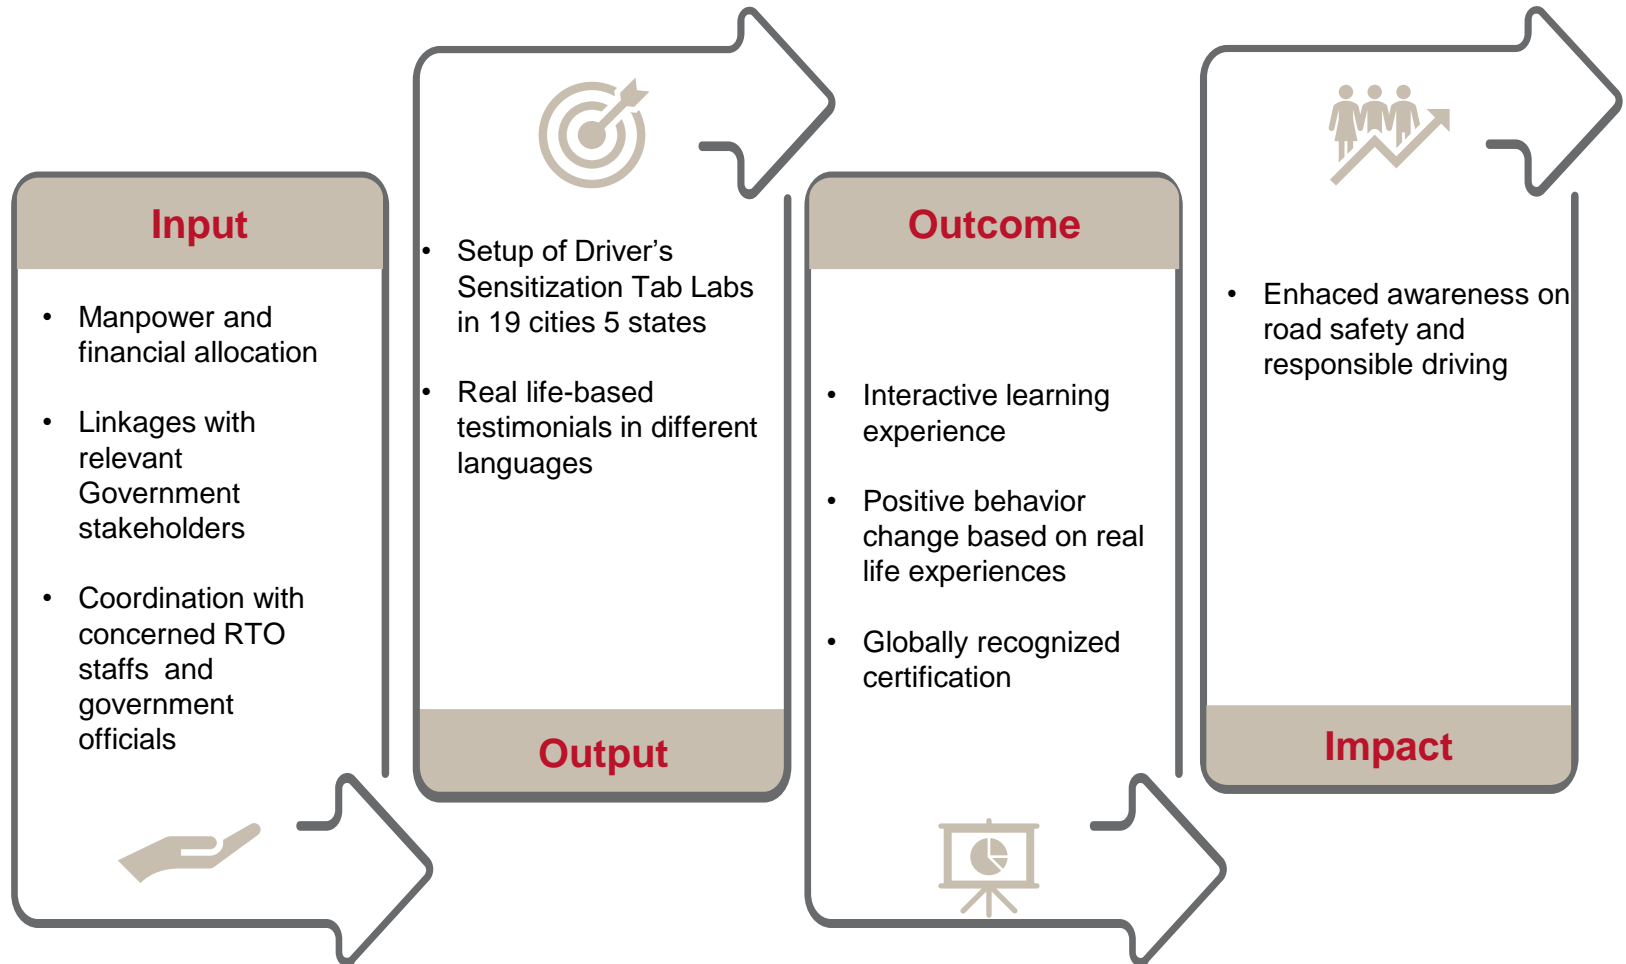 Input
• Manpower and
financial allocation
• Linkages with
relevant
Government
stakeholders
• Coordination with
concerned RTO
staffs  and
government
officials
• Setup of Driver’s
Sensitization Tab Labs
in 19 cities 5 states
• Real life-based
testimonials in different
languages
Output
Outcome
• Interactive learning
experience
• Positive behavior
change based on real
life experiences
• Globally recognized
certification
• Enhaced awareness on
road safety and
responsible driving
Impact